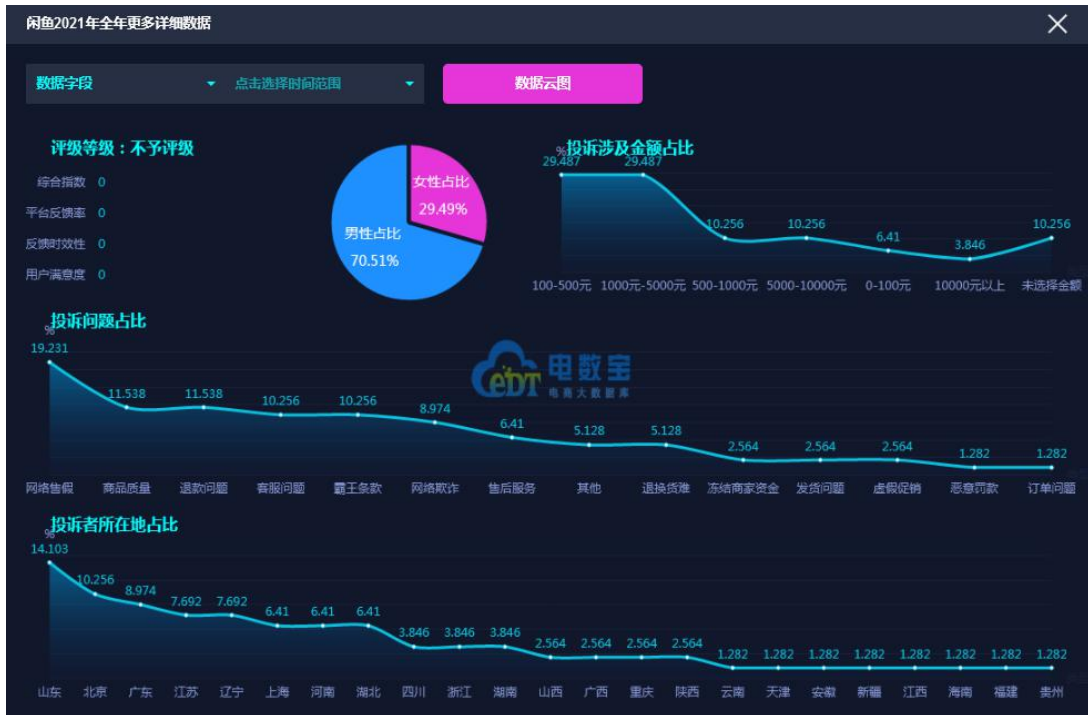 闲鱼2021年全年更多详细数据
数据字段 点击选择时间范围 数据云图
评级等级：不予评级
综合指数 0
平台反馈率 0
反馈时效性 0
用户满意度 0
女性占比
29.49%
男性占比
70.51%
投诉涉及金额占比
%
29.487 29.487 10.256 10.256 6.41 3.846 10.256
100-500元 1000元-5000元 500-1000元 5000-10000元 0-100元 10000元以上 未选择金额
投诉问题占比
%
19.231 11.538 11.538 10.256 10.256 8.974 6.41 5.128 5.128 2.564 2.564 2.564 1.282 1.282
网络售假 商品质量 退款问题 客服问题 霸王条款 网络欺诈 售后服务 其他 退换货难 冻结商家资金 发货问题 虚假促销 恶意罚款 订单问题
eDT 电数宝
电商大数据库
投诉者所在地占比
%
14.103 10.256 8.974 7.692 7.692 6.41 6.41 6.41 3.846 3.846 3.846 2.564 2.564 2.564 2.564 1.282 1.282 1.282 1.282 1.282 1.282 1.282 1.282
山东 北京 广东 江苏 辽宁 上海 河南 湖北 四川 浙江 湖南 山西 广西 重庆 陕西 云南 天津 安徽 新疆 江西 海南 福建 贵州